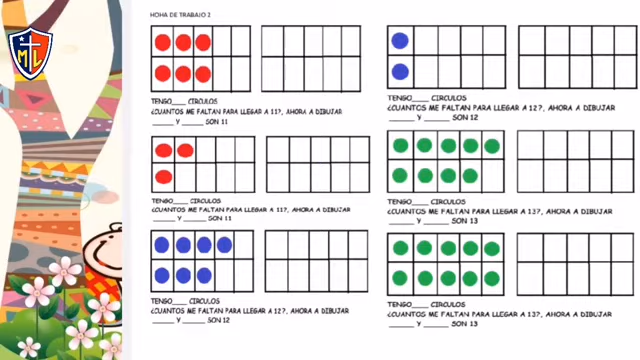 HOHA DE TRABAJO 2
MTL
TENGO____ CIRCULOS
¿CUANTOS ME FALTAN PARA LLEGAR A 11?, AHORA A DIBUJAR
______ Y ______ SON 11
TENGO____ CIRCULOS
¿CUANTOS ME FALTAN PARA LLEGAR A 11?, AHORA A DIBUJAR
______ Y ______ SON 11
TENGO____ CIRCULOS
¿CUANTOS ME FALTAN PARA LLEGAR A 12?, AHORA A DIBUJAR
______ Y ______ SON 12
TENGO____ CIRCULOS
¿CUANTOS ME FALTAN PARA LLEGAR A 12?, AHORA A DIBUJAR
______ Y ______ SON 12
TENGO____ CIRCULOS
¿CUANTOS ME FALTAN PARA LLEGAR A 13?, AHORA A DIBUJAR
______ Y ______ SON 13
TENGO____ CIRCULOS
¿CUANTOS ME FALTAN PARA LLEGAR A 13?, AHORA A DIBUJAR
______ Y ______ SON 13